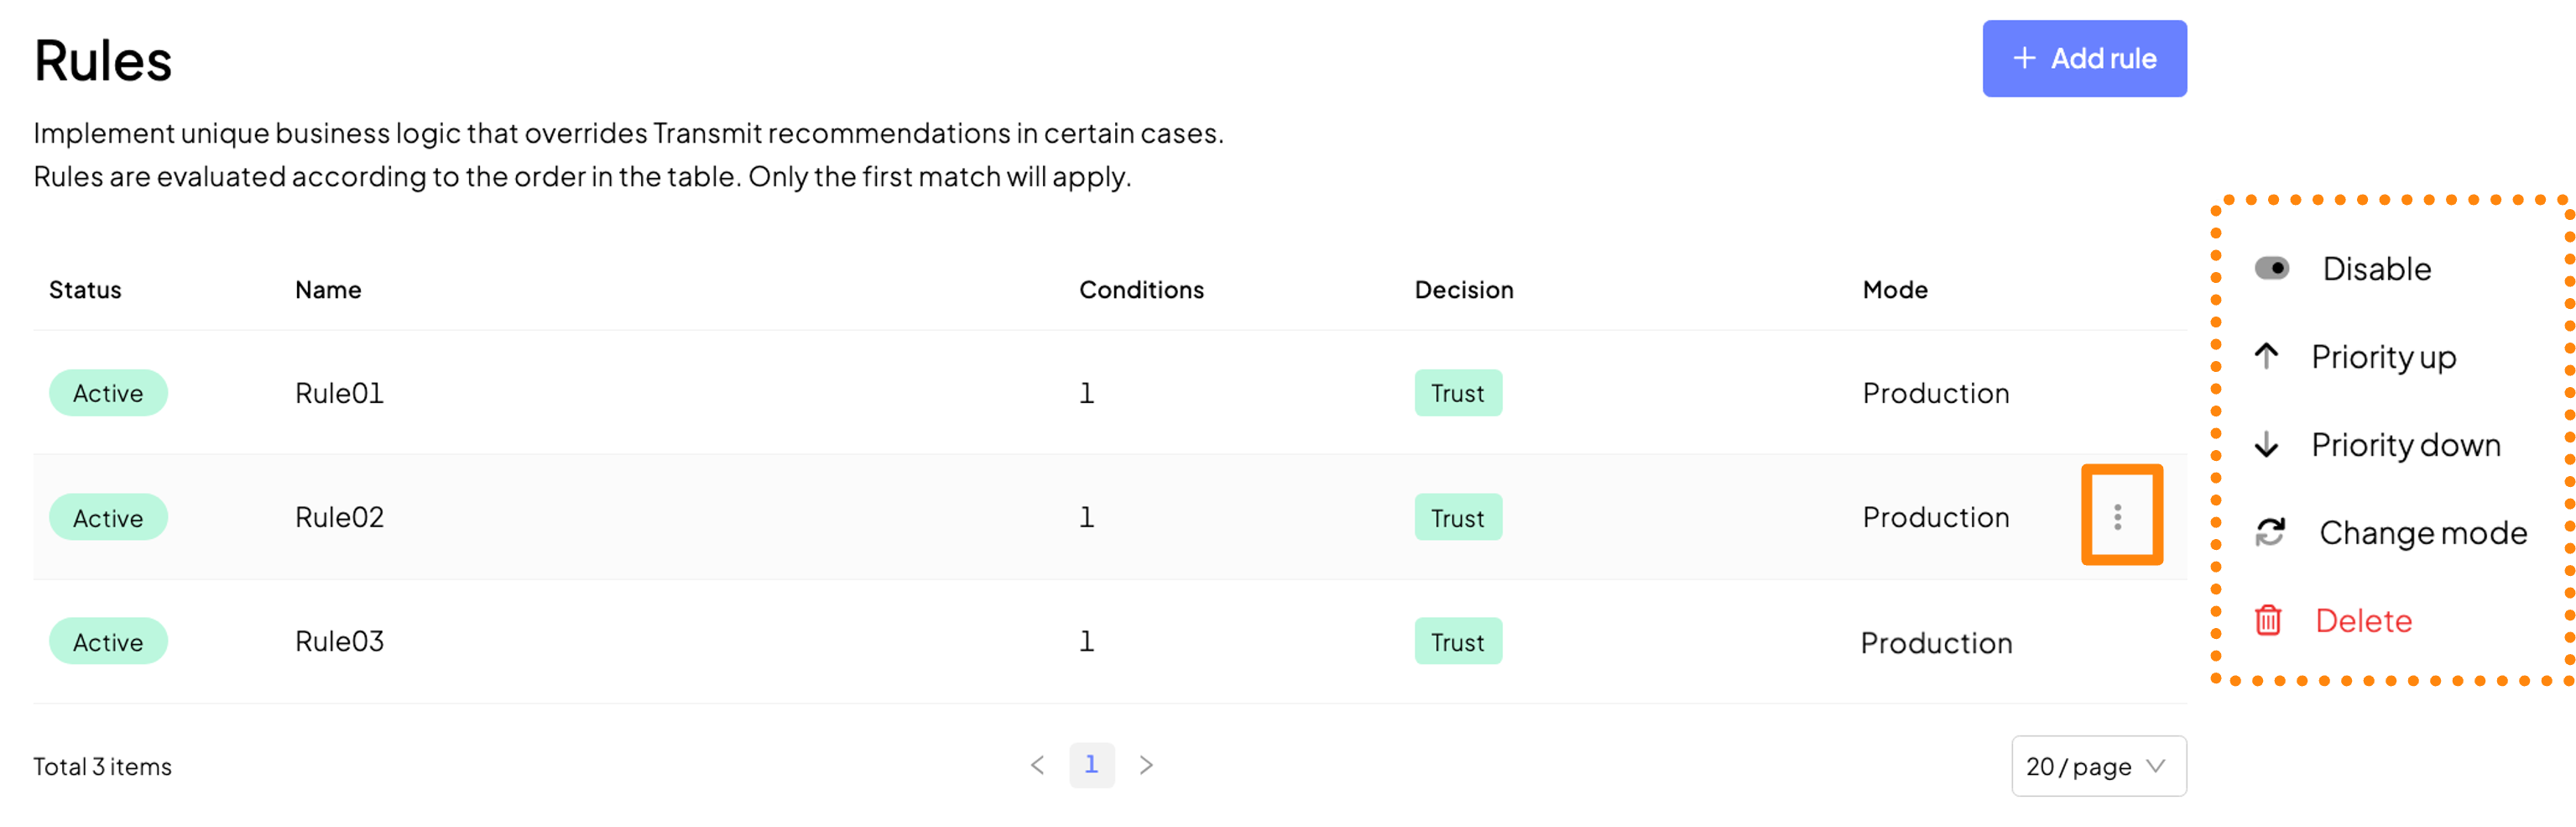 Rules
+ Add rule
Implement unique business logic that overrides Transmit recommendations in certain cases.
Rules are evaluated according to the order in the table. Only the first match will apply.
Status Name Conditions Decision Mode
Active Rule01 1 Trust Production
Active Rule02 1 Trust Production
Active Rule03 1 Trust Production
Total 3 items < 1 > 20 / page
Disable
Priority up
Priority down
Change mode
Delete